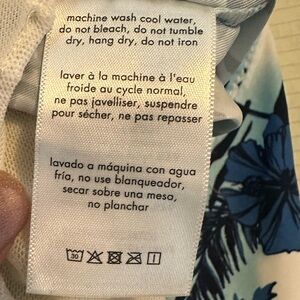 machine wash cool water,
do not bleach, do not tumble
dry, hang dry, do not iron
laver à la machine à l'eau
froide au cycle normal,
ne pas javelliser, suspendre
pour sécher, ne pas repasser
lavado a máquina con agua
fría, no use blanqueador,
secar sobre una mesa,
no planchar
30